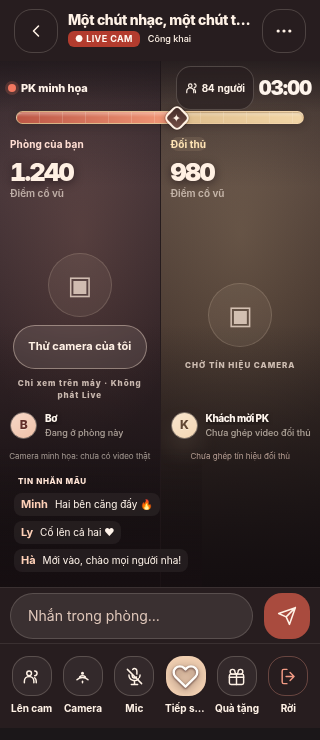 Một chút nhạc, một chút t...
LIVE CAM Công khai
PK minh họa
84 người
03:00
Phòng của bạn
1.240
Điểm cổ vũ
Đối thủ
980
Điểm cổ vũ
Thử camera của tôi
Chỉ xem trên máy · Không phát Live
CHỜ TÍN HIỆU CAMERA
B
Bơ
Đang ở phòng này
K
Khách mời PK
Chưa ghép video đối thủ
Camera minh họa: chưa có video thật
Chưa ghép tín hiệu đối thủ
TIN NHẮN MẪU
Minh Hai bên căng đấy 🔥
Ly Cố lên cả hai ♥
Hà Mới vào, chào mọi người nha!
Nhắn trong phòng...
Lên cam
Camera
Mic
Tiếp s...
Quà tặng
Rời